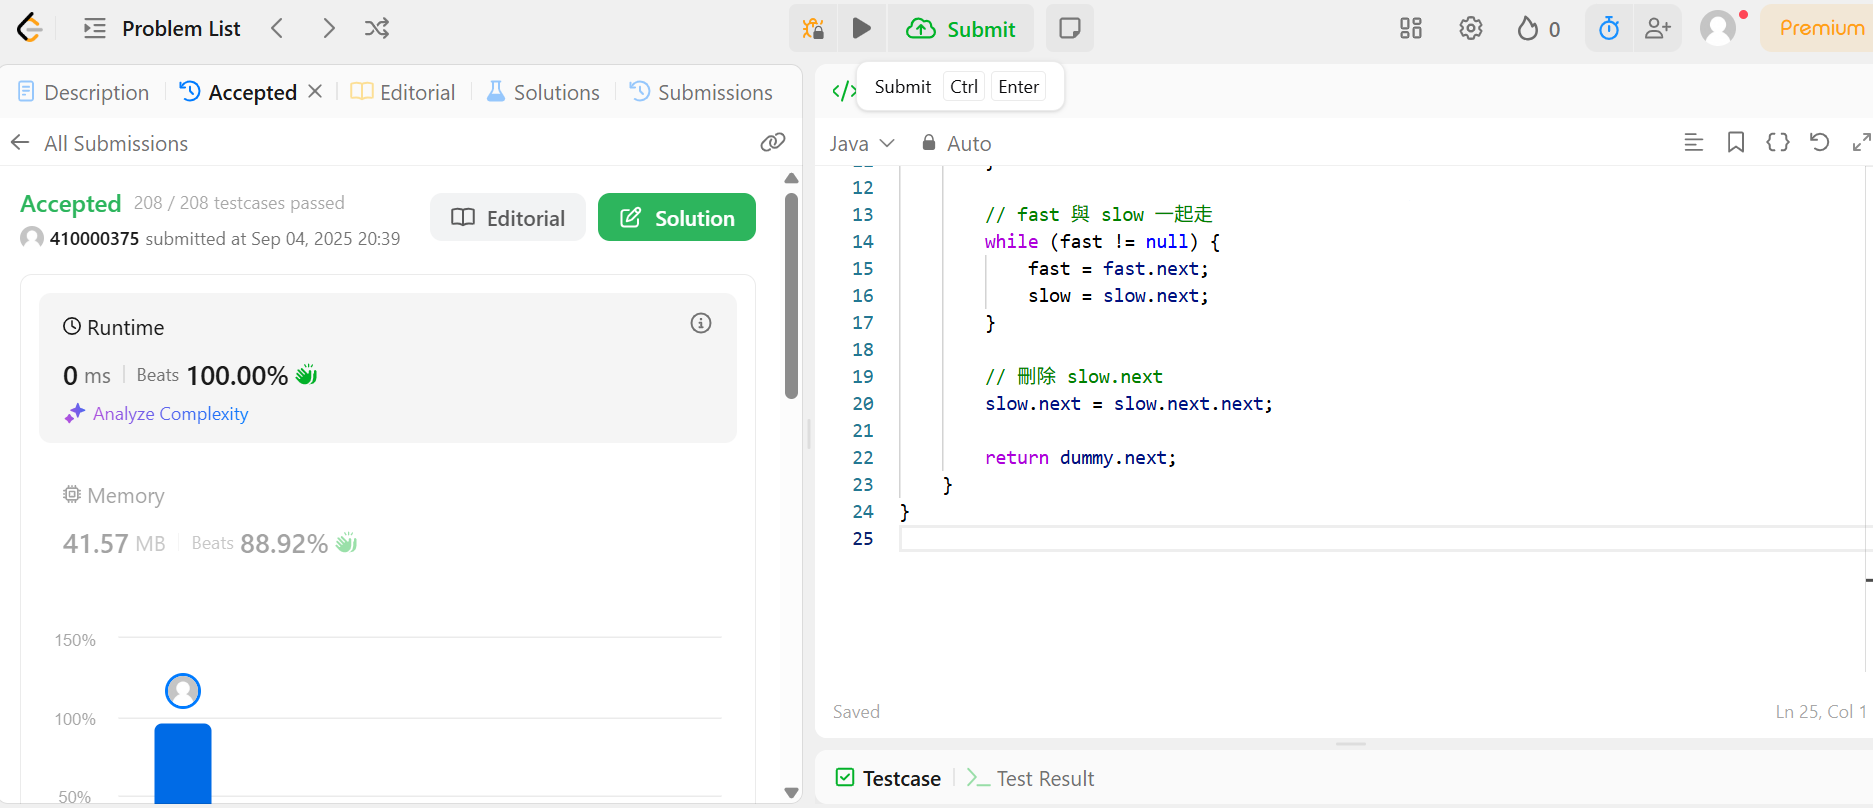 Problem List
Submit
0
Premium
Description
Accepted
Editorial
Solutions
Submissions
Submit Ctrl Enter
All Submissions
Java
Auto
Accepted 208 / 208 testcases passed
410000375 submitted at Sep 04, 2025 20:39
Editorial
Solution
Runtime
0 ms Beats 100.00%
Analyze Complexity
Memory
41.57 MB Beats 88.92%
150%
100%
50%
12
13 // fast 與 slow 一起走
14 while (fast != null) {
15 fast = fast.next;
16 slow = slow.next;
17 }
18
19 // 刪除 slow.next
20 slow.next = slow.next.next;
21
22 return dummy.next;
23 }
24 }
25
Saved
Ln 25, Col 1
Testcase
Test Result